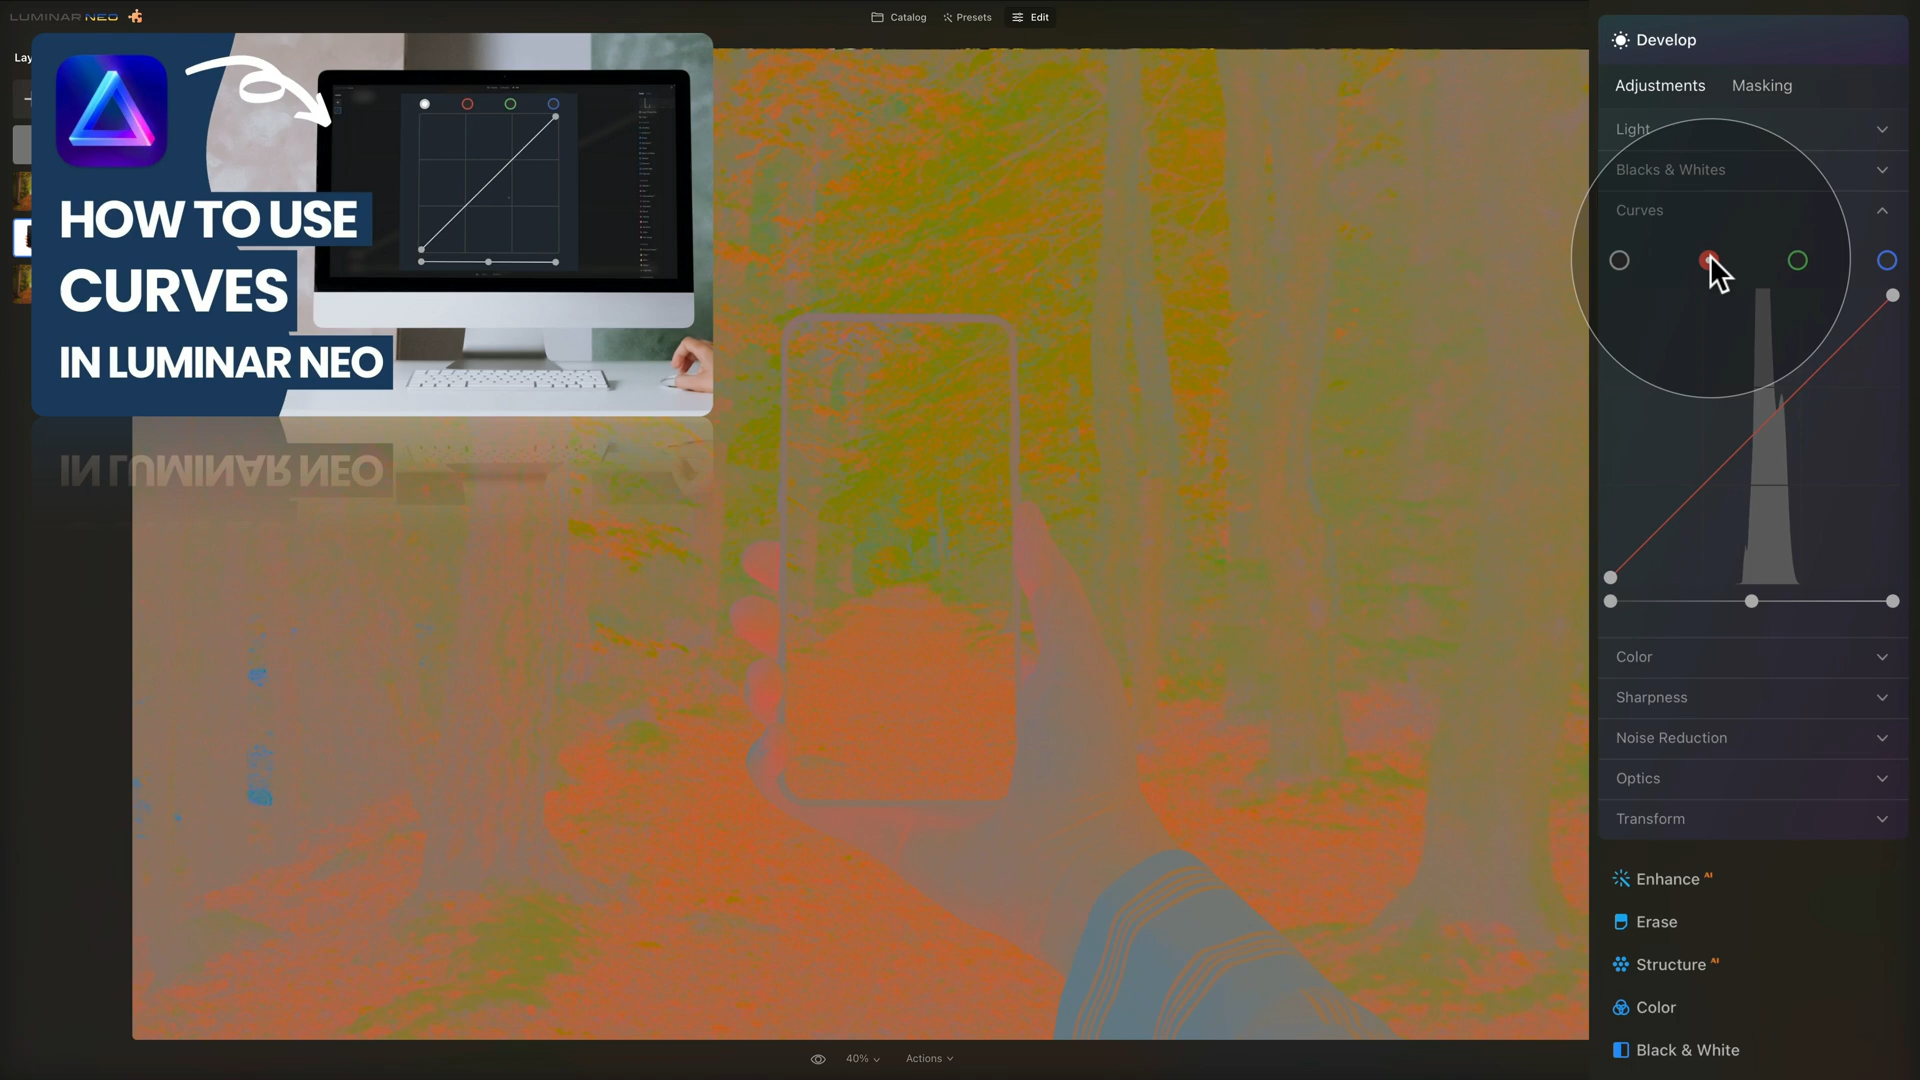 LUMINAR NEO
Catalog
Presets
Edit
Lay
HOW TO USE
CURVES
IN LUMINAR NEO
IN LUMINAR NEO
Develop
Adjustments
Masking
Light
Blacks & Whites
Curves
Color
Sharpness
Noise Reduction
Optics
Transform
Enhance AI
Erase
Structure AI
Color
Black & White
40%
Actions